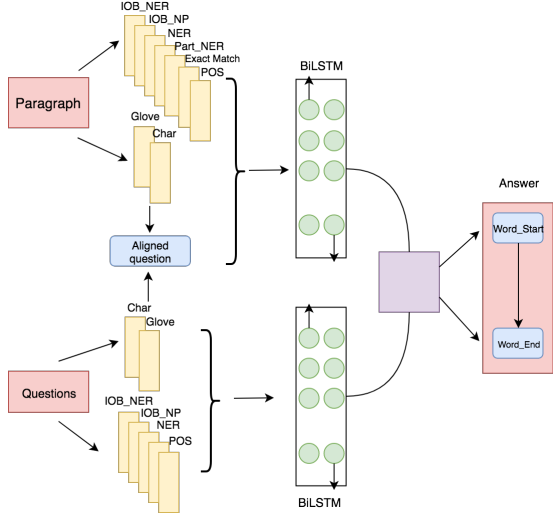 IOB_NER
IOB_NP
NER
Part_NER
Exact Match
POS
Paragraph
Glove
Char
Aligned
question
BiLSTM
Answer
Word_Start
Word_End
Char
Glove
Questions
IOB_NER
IOB_NP
NER
POS
BiLSTM